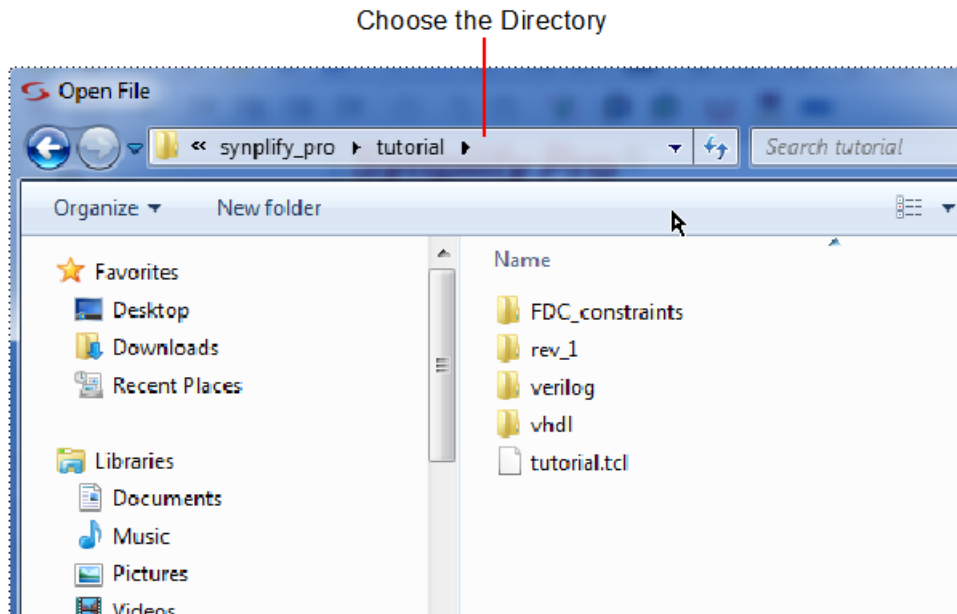 Choose the Directory
Open File
« synplify_pro ▸ tutorial ▸
Search tutorial
Organize ▾ New folder
Name
Favorites
Desktop
Downloads
Recent Places
Libraries
Documents
Music
Pictures
Videos
FDC_constraints
rev_1
verilog
vhdl
tutorial.tcl